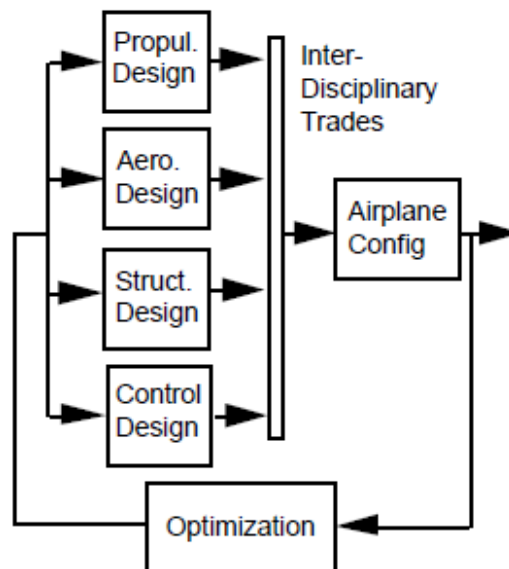 Propul.
Design
Inter-
Disciplinary
Trades
Aero.
Design
Airplane
Config
Struct.
Design
Control
Design
Optimization